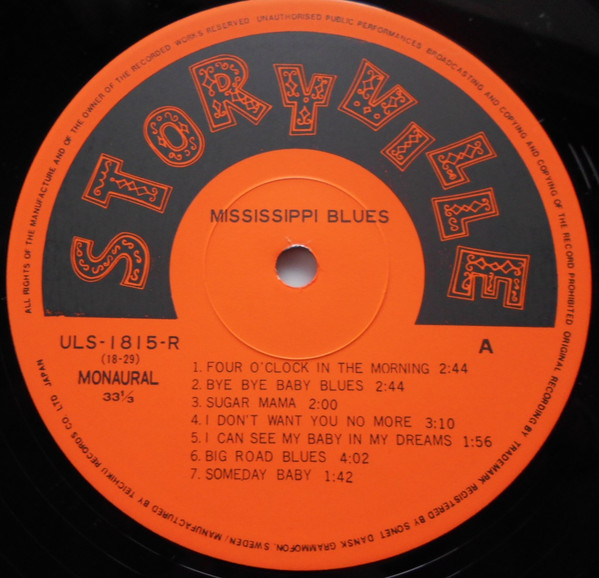 ALL RIGHTS OF THE MANUFACTURE AND OF THE OWNER OF THE RECORDED WORKS RESERVED UNAUTHORISED PUBLIC PERFORMANCES BROADCASTING AND COPYING AND COPYING OF THE RECORD PROHIBITED ORIGINAL RECORDING BY TRADEMARK REGISTERED BY SONET DANSK GRAMMOFON, SWEDEN/MANUFACTURED BY TEICHIKU RECORDS CO. LTD. JAPAN
STORYVILLE
MISSISSIPPI BLUES
ULS-1815-R
(18-29)
MONAURAL
33⅓
A
1. FOUR O'CLOCK IN THE MORNING 2:44
2. BYE BYE BABY BLUES 2:44
3. SUGAR MAMA 2:00
4. I DON'T WANT YOU NO MORE 3:10
5. I CAN SEE MY BABY IN MY DREAMS 1:56
6. BIG ROAD BLUES 4:02
7. SOMEDAY BABY 1:42